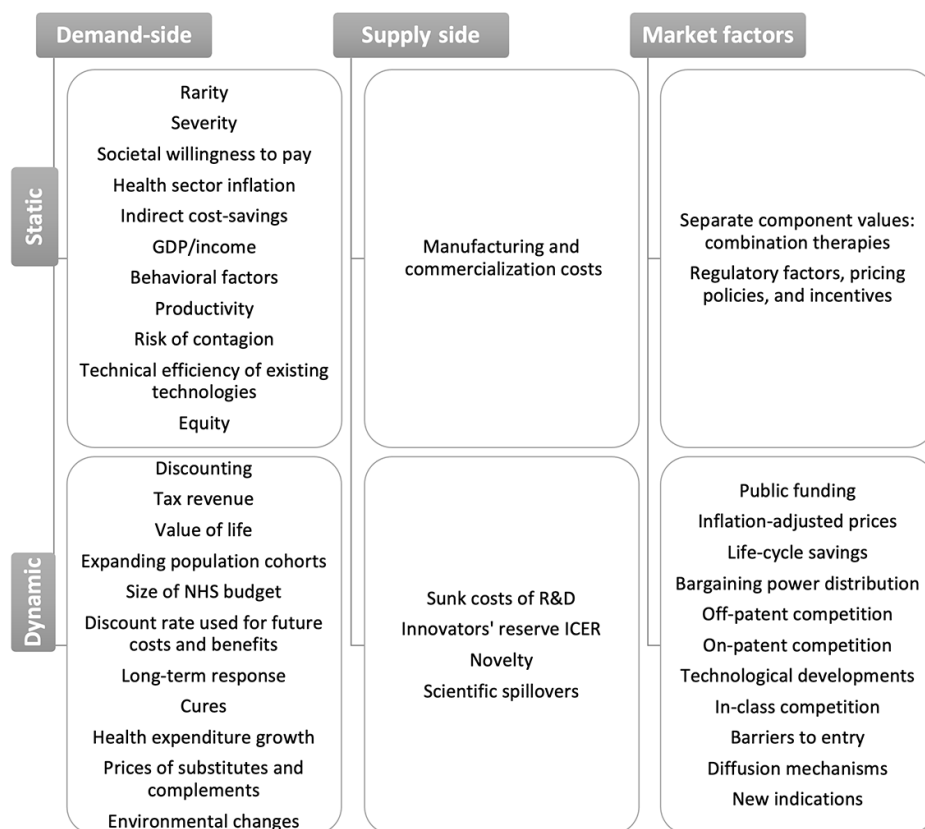 Demand-side
Supply side
Market factors
Static
Rarity
Severity
Societal willingness to pay
Health sector inflation
Indirect cost-savings
GDP/income
Behavioral factors
Productivity
Risk of contagion
Technical efficiency of existing
technologies
Equity
Manufacturing and
commercialization costs
Separate component values:
combination therapies
Regulatory factors, pricing
policies, and incentives
Dynamic
Discounting
Tax revenue
Value of life
Expanding population cohorts
Size of NHS budget
Discount rate used for future
costs and benefits
Long-term response
Cures
Health expenditure growth
Prices of substitutes and
complements
Environmental changes
Sunk costs of R&D
Innovators' reserve ICER
Novelty
Scientific spillovers
Public funding
Inflation-adjusted prices
Life-cycle savings
Bargaining power distribution
Off-patent competition
On-patent competition
Technological developments
In-class competition
Barriers to entry
Diffusion mechanisms
New indications